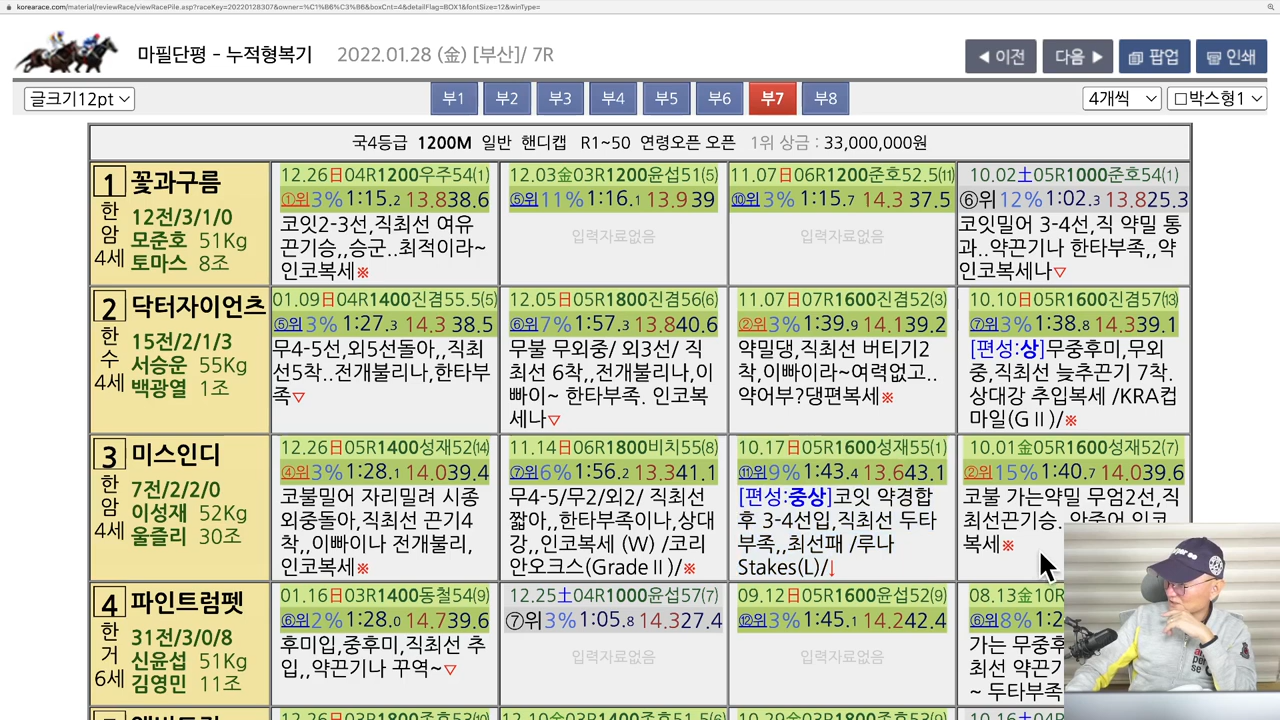 korearace.com/material/reviewRace/viewRacePile.asp?raceKey=20220128307&owner=%C1%B6%C3%86&boxCnt=4&detailFlag=BOX1&fontSize=12&winType=
마필단평 - 누적형복기 2022.01.28 (金) [부산]/ 7R
◀ 이전 다음 ▶ 팝업 인쇄
글크기12pt 부1 부2 부3 부4 부5 부6 부7 부8 4개씩 □박스형1
국4등급 1200M 일반 핸디캡 R1~50 연령오픈 오픈 1위 상금 : 33,000,000원
1 꽃과구름
한
암
4세
12전/3/1/0
모준호 51Kg
토마스 8조
12.26日04R1200우주54(1)
①위3% 1:15.2 13.838.6
코잇2-3선,직최선 여유
끈기승,,승군..최적이라~
인코복세※
12.03金03R1200윤섭51(5)
⑤위11% 1:16.1 13.939
입력자료없음
11.07日06R1200준호52.5(11)
⑩위3% 1:15.7 14.3 37.5
입력자료없음
10.02土05R1000준호54(1)
⑥위 12% 1:02.3 13.825.3
코잇밀어 3-4선,직 약밀 통
과..약끈기나 한타부족,,약
인코복세나▽
2 닥터자이언츠
한
수
4세
15전/2/1/3
서승운 55Kg
백광열 1조
01.09日04R1400진겸55.5(5)
⑤위3% 1:27.3 14.3 38.5
무4-5선,외5선돌아,,직최
선5착..전개불리나,한타부
족▽
12.05日05R1800진겸56(6)
⑥위7% 1:57.3 13.840.6
무불 무외중/ 외3선/ 직
최선 6착,,전개불리나,이
빠이~ 한타부족. 인코복
세나▽
11.07日07R1600진겸52(3)
②위3% 1:39.9 14.139.2
약밀댕,직최선 버티기2
착,이빠이라~여력없고..
약어부?댕편복세※
10.10日05R1600진겸57(13)
⑦위3% 1:38.8 14.339.1
[편성:상]무중후미,무외
중,직최선 늦추끈기 7착.
상대강 추입복세 /KRA컵
마일(GⅡ)/※
3 미스인디
한
암
4세
7전/2/2/0
이성재 52Kg
울즐리 30조
12.26日05R1400성재52(14)
④위3% 1:28.1 14.039.4
코불밀어 자리밀려 시종
외중돌아,직최선 끈기4
착,,이빠이나 전개불리,
인코복세※
11.14日06R1800비치55(8)
⑦위6% 1:56.2 13.341.1
무4-5/무2/외2/ 직최선
짧아,,한타부족이나,상대
강,,인코복세 (W) /코리
안오크스(GradeⅡ)/※
10.17日05R1600성재55(1)
⑪위9% 1:43.4 13.643.1
[편성:중상]코잇 약경합
후 3-4선입,직최선 두타
부족,,최선패 /루나
Stakes(L)/↓
10.01金05R1600성재52(7)
②위15% 1:40.7 14.039.6
코불 가는약밀 무엄2선,직
최선끈기승.
복세※
4 파인트럼펫
한
거
6세
31전/3/0/8
신윤섭 51Kg
김영민 11조
01.16日03R1400동철54(9)
⑥위2% 1:28.0 14.739.6
후미입,중후미,직최선 추
입,,약끈기나 꾸역~▽
12.25土04R1000윤섭57(7)
⑦위3% 1:05.8 14.327.4
입력자료없음
09.12日05R1600윤섭52(9)
⑫위3% 1:45.1 14.242.4
입력자료없음
08.13金10R
⑥위8% 1:2
가는 무중후
최선 약끈기
~ 두타부족